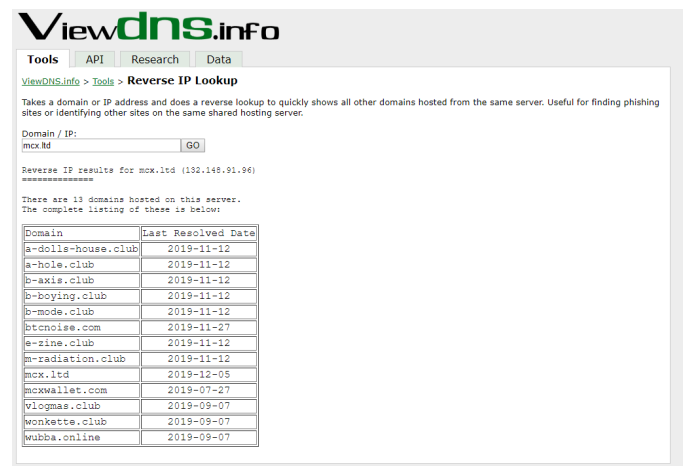 Viewdns.info
Tools API Research Data
ViewDNS.info > Tools > Reverse IP Lookup
Takes a domain or IP address and does a reverse lookup to quickly shows all other domains hosted from the same server. Useful for finding phishing
sites or identifying other sites on the same shared hosting server.
Domain / IP:
mcx.ltd GO
Reverse IP results for mcx.ltd (132.148.91.96)
==============
There are 13 domains hosted on this server.
The complete listing of these is below:
Domain Last Resolved Date
a-dolls-house.club 2019-11-12
a-hole.club 2019-11-12
b-axis.club 2019-11-12
b-boying.club 2019-11-12
b-mode.club 2019-11-12
btcnoise.com 2019-11-27
e-zine.club 2019-11-12
m-radiation.club 2019-11-12
mcx.ltd 2019-12-05
mcxwallet.com 2019-07-27
vlogmas.club 2019-09-07
wonkette.club 2019-09-07
wubba.online 2019-09-07